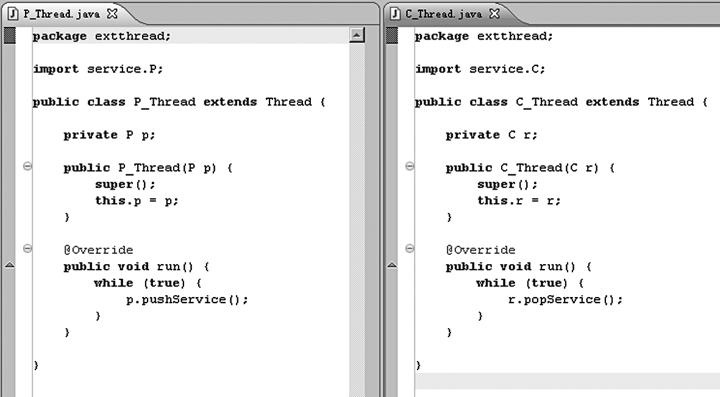 P_Thread.java
package extthread;
import service.P;
public class P_Thread extends Thread {
private P p;
public P_Thread(P p) {
super();
this.p = p;
}
@Override
public void run() {
while (true) {
p.pushService();
}
}
}
C_Thread.java
package extthread;
import service.C;
public class C_Thread extends Thread {
private C r;
public C_Thread(C r) {
super();
this.r = r;
}
@Override
public void run() {
while (true) {
r.popService();
}
}
}